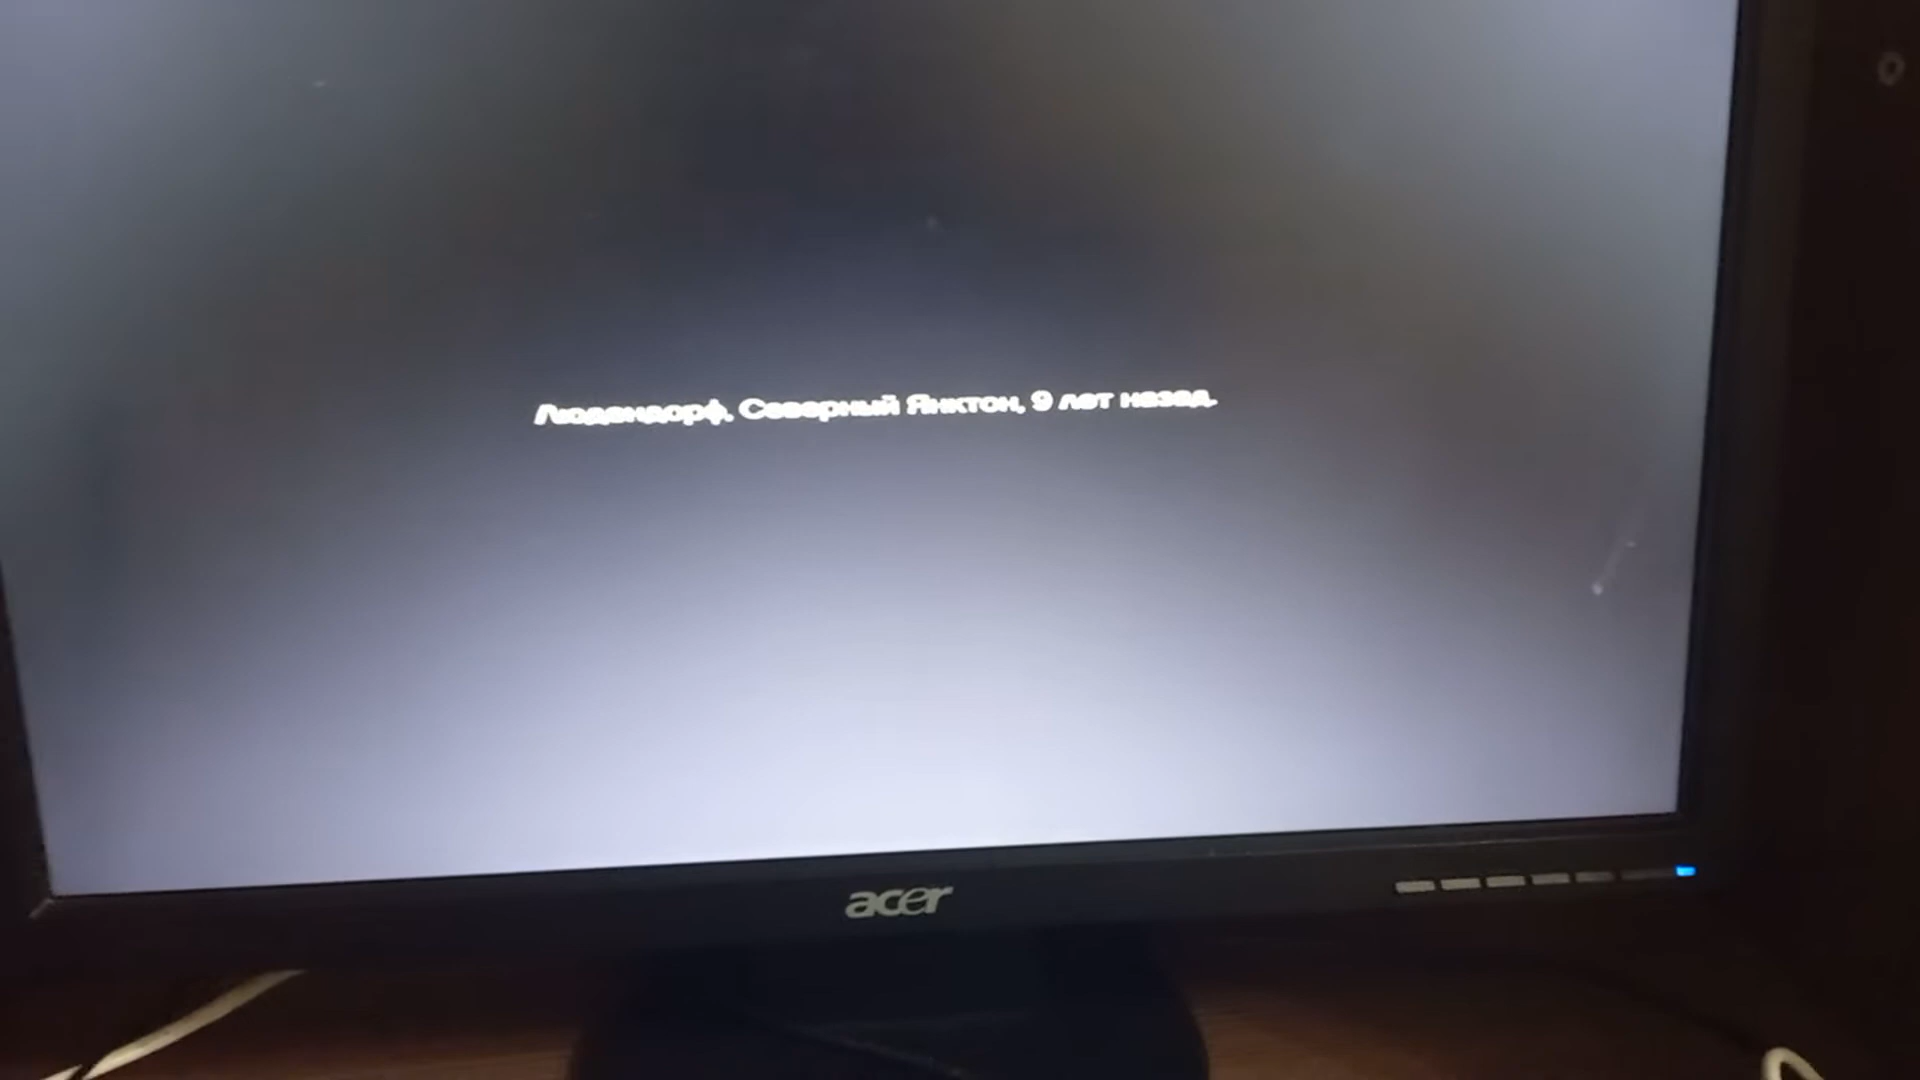 Людендорф, Северный Янктон, 9 лет назад.
acer